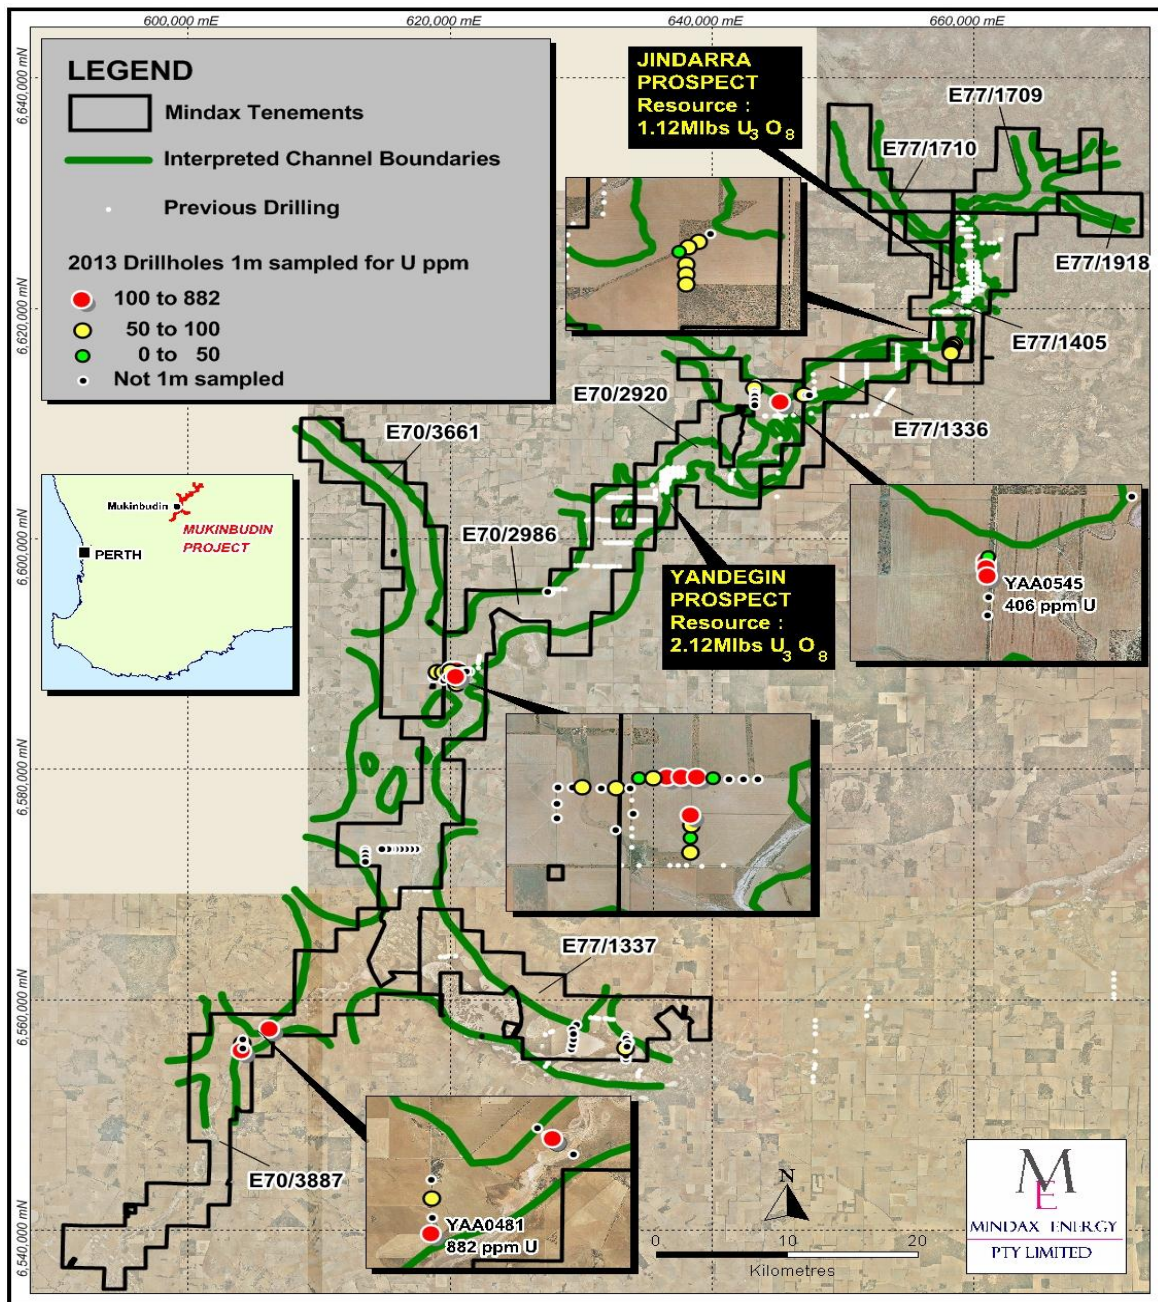 600,000 mE
620,000 mE
640,000 mE
660,000 mE
6,640,000 mN
6,620,000 mN
6,600,000 mN
6,580,000 mN
6,560,000 mN
6,540,000 mN
LEGEND
Mindax Tenements
Interpreted Channel Boundaries
Previous Drilling
2013 Drillholes 1m sampled for U ppm
100 to 882
50 to 100
0 to 50
Not 1m sampled
JINDARRA
PROSPECT
Resource :
1.12Mlbs U3 O8
E77/1709
E77/1710
E77/1918
E77/1405
E70/2920
E77/1336
E70/3661
E70/2986
Mukinbudin
MUKINBUDIN
PROJECT
PERTH
YANDEGIN
PROSPECT
Resource :
2.12Mlbs U3 O8
YAA0545
406 ppm U
E77/1337
E70/3887
YAA0481
882 ppm U
N
0 10 20
Kilometres
ME
MINDAX ENERGY
PTY LIMITED